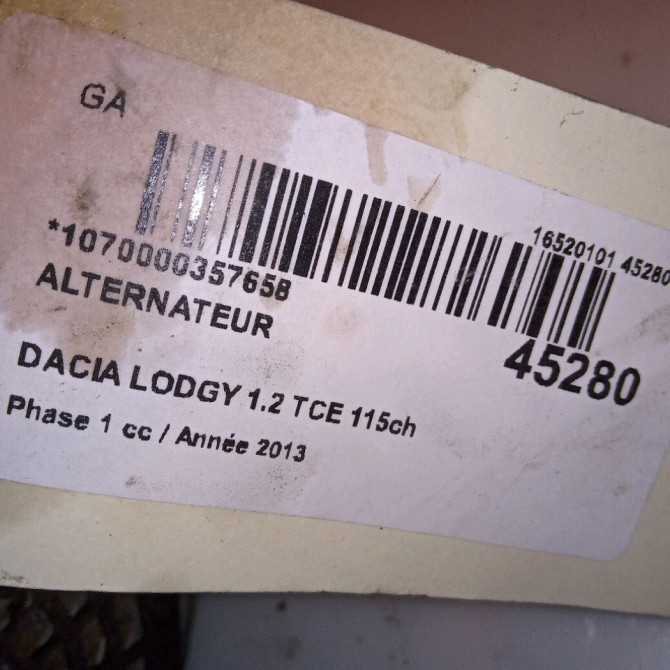 GA
16520101 45280
*1070000357658
ALTERNATEUR
45280
DACIA LODGY 1.2 TCE 115ch
Phase 1 cc / Année 2013